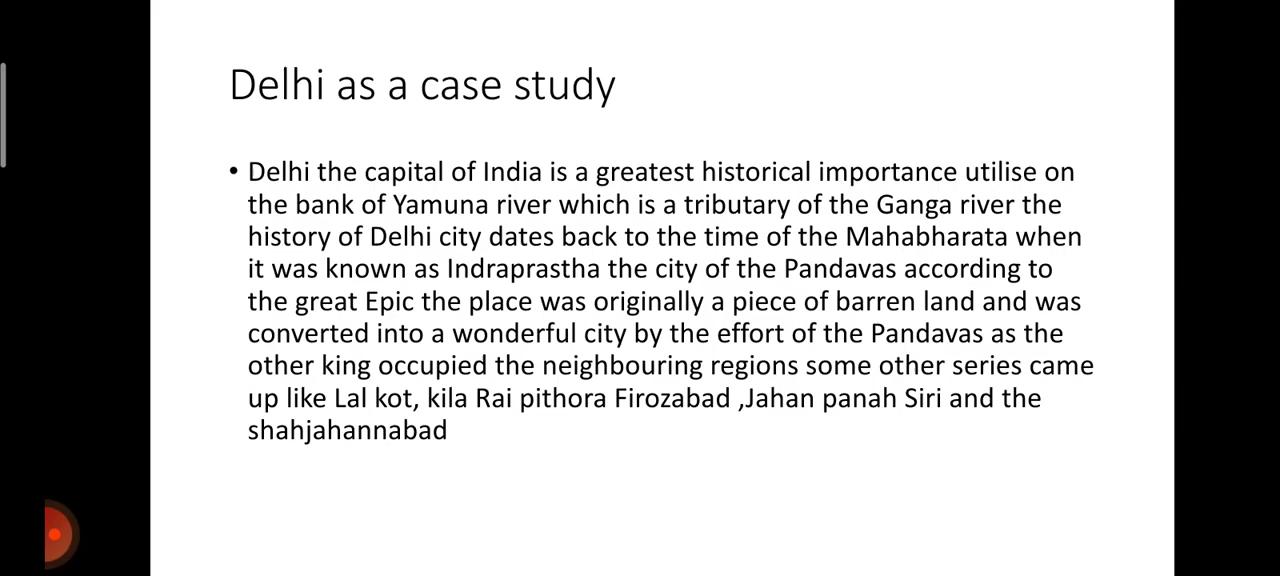 Delhi as a case study
• Delhi the capital of India is a greatest historical importance utilise on
the bank of Yamuna river which is a tributary of the Ganga river the
history of Delhi city dates back to the time of the Mahabharata when
it was known as Indraprastha the city of the Pandavas according to
the great Epic the place was originally a piece of barren land and was
converted into a wonderful city by the effort of the Pandavas as the
other king occupied the neighbouring regions some other series came
up like Lal kot, kila Rai pithora Firozabad ,Jahan panah Siri and the
shahjahannabad